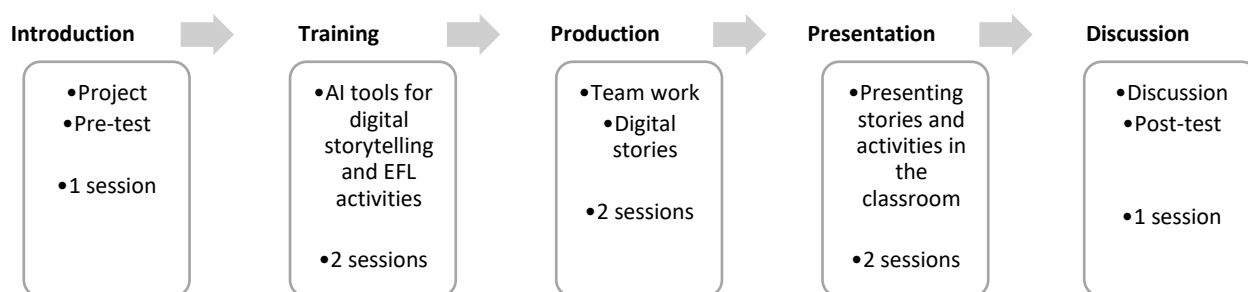 Introduction
•Project
•Pre-test
•1 session
Training
•AI tools for
digital
storytelling
and EFL
activities
•2 sessions
Production
•Team work
•Digital
stories
•2 sessions
Presentation
•Presenting
stories and
activities in
the
classroom
•2 sessions
Discussion
•Discussion
•Post-test
•1 session